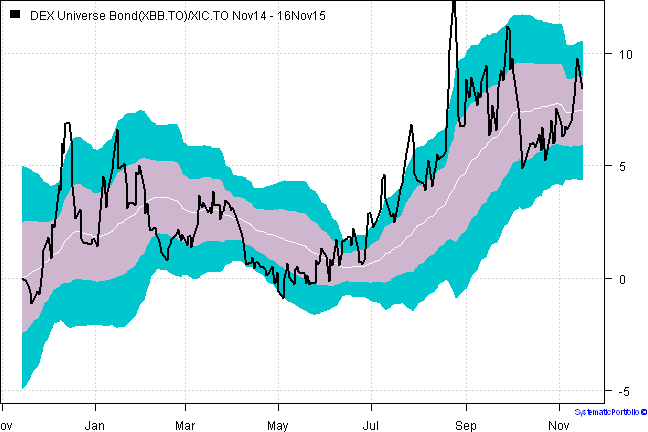 DEX Universe Bond(XBB.TO)/XIC.TO Nov14 - 16Nov15
10
5
0
-5
ov Jan Mar May Jul Sep Nov
SystematicPortfolio ©